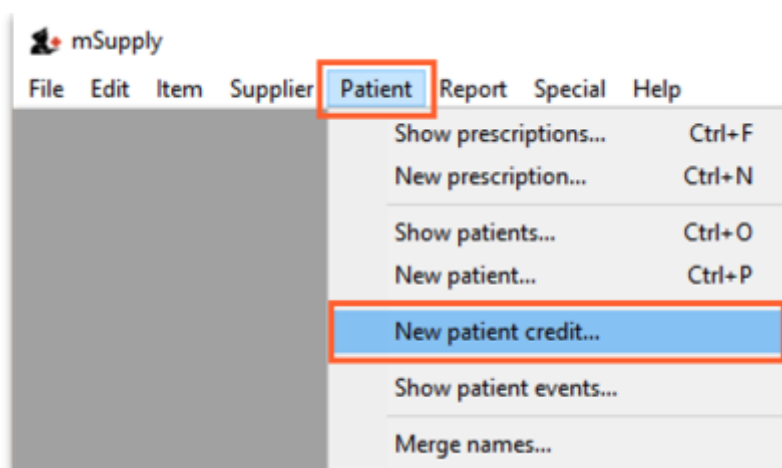 mSupply
File Edit Item Supplier Patient Report Special Help
Show prescriptions... Ctrl+F
New prescription... Ctrl+N
Show patients... Ctrl+O
New patient... Ctrl+P
New patient credit...
Show patient events...
Merge names...